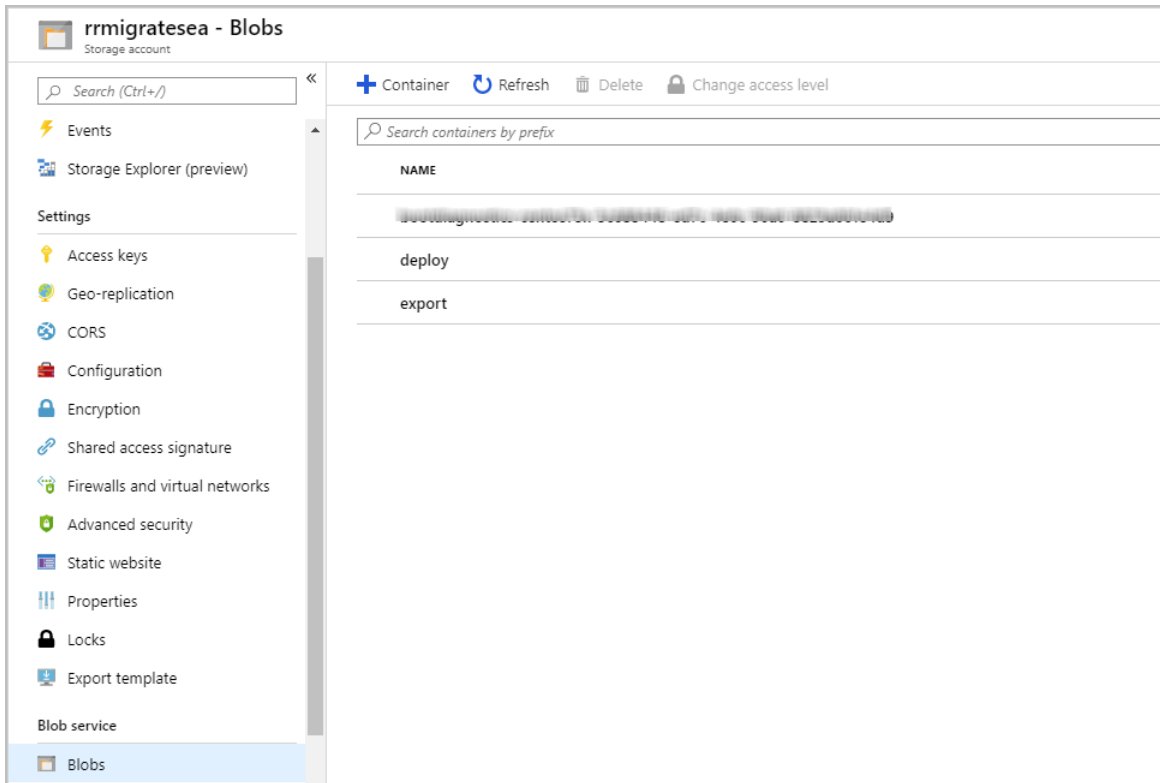 rrmigratesea - Blobs
Storage account
Search (Ctrl+/)
«
Events
Storage Explorer (preview)
Settings
Access keys
Geo-replication
CORS
Configuration
Encryption
Shared access signature
Firewalls and virtual networks
Advanced security
Static website
Properties
Locks
Export template
Blob service
Blobs
Container Refresh Delete Change access level
Search containers by prefix
NAME
deploy
export